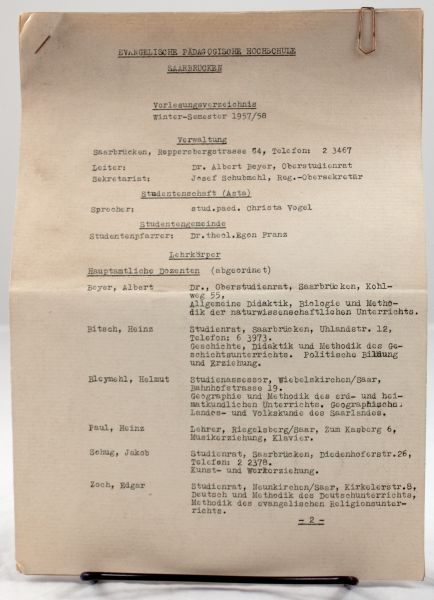 EVANGELISCHE PÄDAGOGISCHE HOCHSCHULE
SAARBRÜCKEN
Vorlesungsverzeichnis
Winter-Semester 1957/58
Verwaltung
Saarbrücken, Reppersbergstrasse 64, Telefon: 2 3467
Leiter: Dr. Albert Beyer, Oberstudienrat
Sekretariat: Josef Schubmehl, Reg.-Obersekretär
Studentenschaft (Asta)
Sprecher: stud.paed. Christa Vogel
Studentengemeinde
Studentenpfarrer: Dr.theol.Egon Franz
Lehrkörper
Hauptamtliche Dozenten (abgeordnet)
Beyer, Albert Dr., Oberstudienrat, Saarbrücken, Kohl-
weg 55,
Allgemeine Didaktik, Biologie und Metho-
dik der naturwissenschaftlichen Unterrichts.
Bitsch, Heinz Studienrat, Saarbrücken, Uhlandstr. 12,
Telefon: 6 3973.
Geschichte, Didaktik und Methodik des Ge-
schichtsunterrichts. Politische Bildung
und Erziehung.
Bleymehl, Helmut Studienassessor, Wiebelskirchen/Saar,
Bahnhofstrasse 19.
Geographie und Methodik des erd- und hei-
matkundlichen Unterrichts. Geographische
Landes- und Volkskunde des Saarlandes.
Paul, Heinz Lehrer, Riegelsberg/Saar, Zum Kasberg 6,
Musikerziehung, Klavier.
Schug, Jakob Studienrat, Saarbrücken, Diedenhoferstr.26,
Telefon: 2 2378.
Kunst- und Werkerziehung.
Zoch, Edgar Studienrat, Neunkirchen/Saar, Kirkelerstr.8,
Deutsch und Methodik des Deutschunterrichts,
Methodik des evangelischen Religionsunter-
richts.
- 2 -